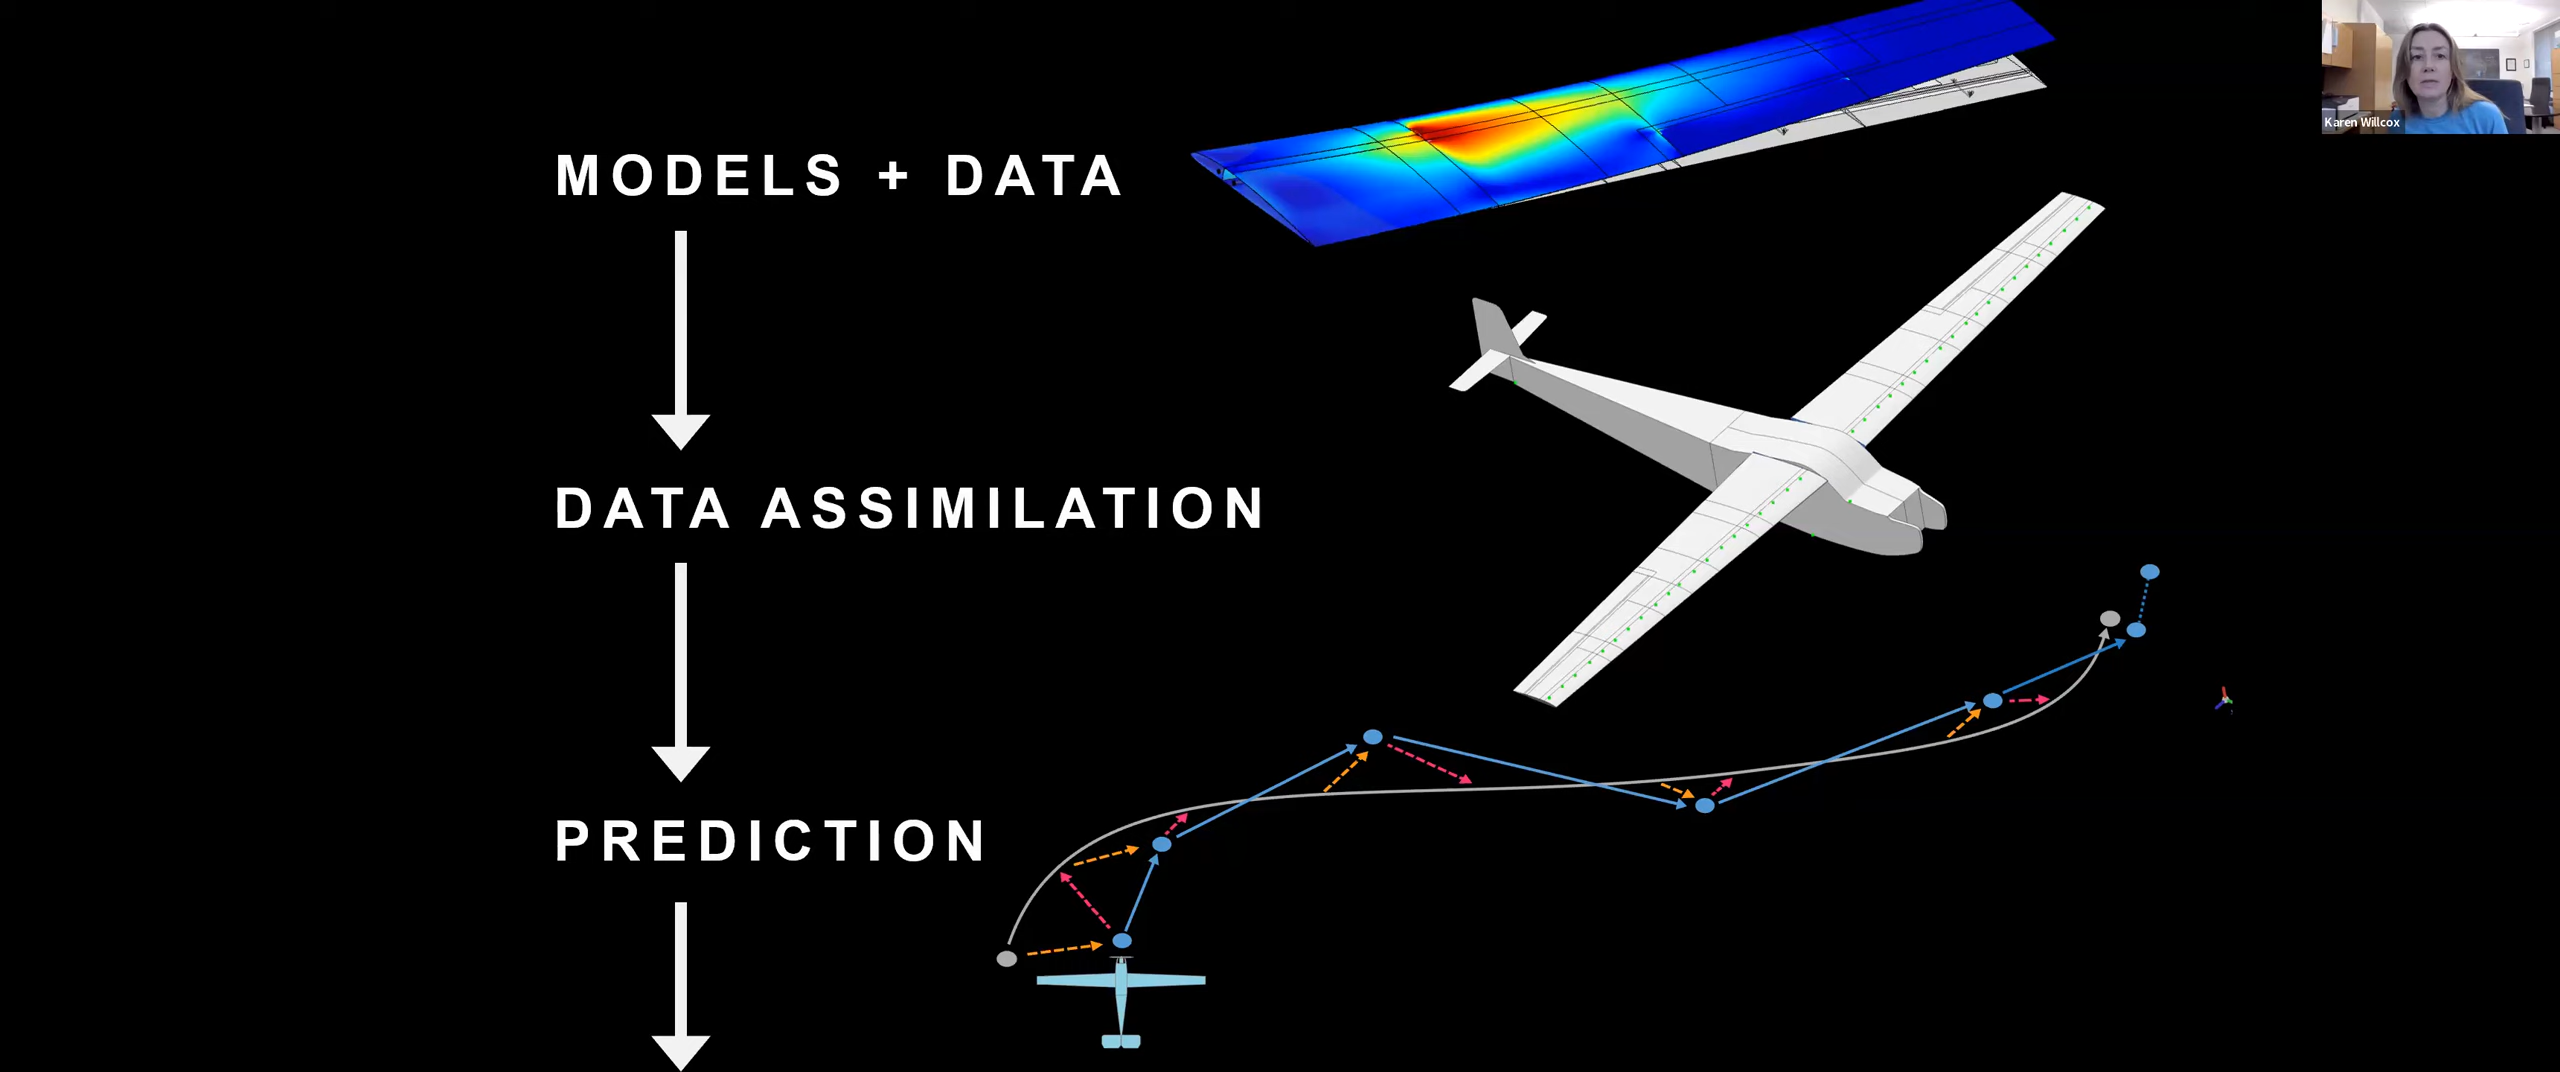 MODELS + DATA
DATA ASSIMILATION
PREDICTION
Karen Willcox